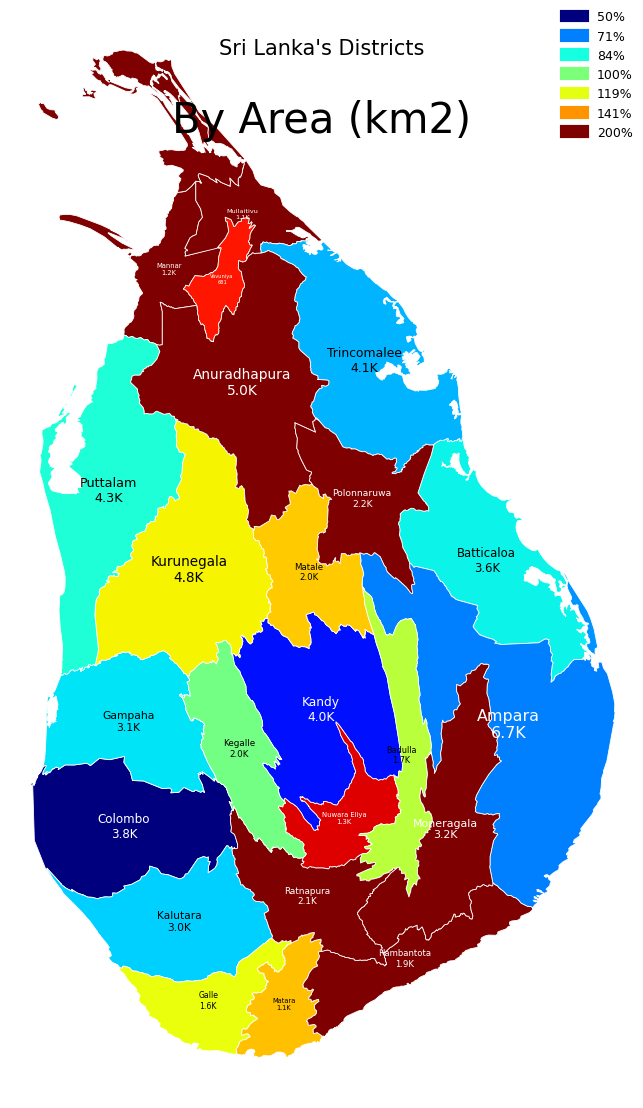 Sri Lanka's Districts
By Area (km2)
50%
71%
84%
100%
119%
141%
200%
Mullaitivu
Mannar
1.2K
Vavuniya
681
Trincomalee
4.1K
Anuradhapura
5.0K
Puttalam
4.3K
Polonnaruwa
2.2K
Kurunegala
4.8K
Matale
2.0K
Batticaloa
3.6K
Kandy
4.0K
Gampaha
3.1K
Ampara
6.7K
Kegalle
2.0K
Badulla
1.7K
Colombo
3.8K
Nuwara Eliya
1.3K
Moneragala
3.2K
Ratnapura
2.1K
Kalutara
3.0K
Hambantota
1.9K
Galle
1.6K
Matara
1.1K